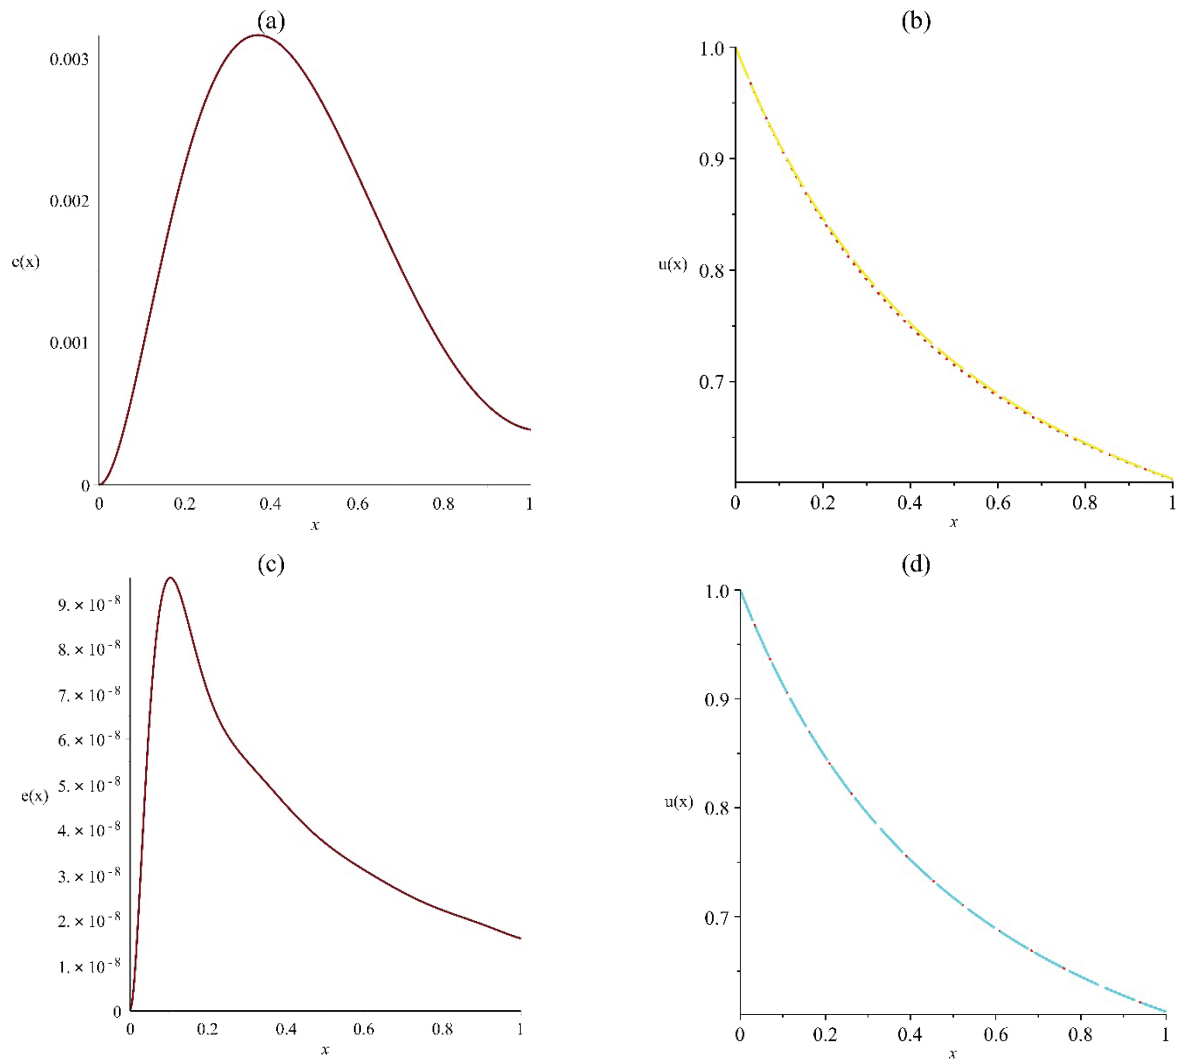 (a)
0.003
0.002
e(x)
0.001
0
0 0.2 0.4 0.6 0.8 1
x
(b)
1.0
0.9
0.8
u(x)
0.7
0 0.2 0.4 0.6 0.8 1
x
(c)
9. × 10⁻⁸
8. × 10⁻⁸
7. × 10⁻⁸
6. × 10⁻⁸
5. × 10⁻⁸
e(x)
4. × 10⁻⁸
3. × 10⁻⁸
2. × 10⁻⁸
1. × 10⁻⁸
0
0 0.2 0.4 0.6 0.8 1
x
(d)
1.0
0.9
0.8
u(x)
0.7
0 0.2 0.4 0.6 0.8 1
x